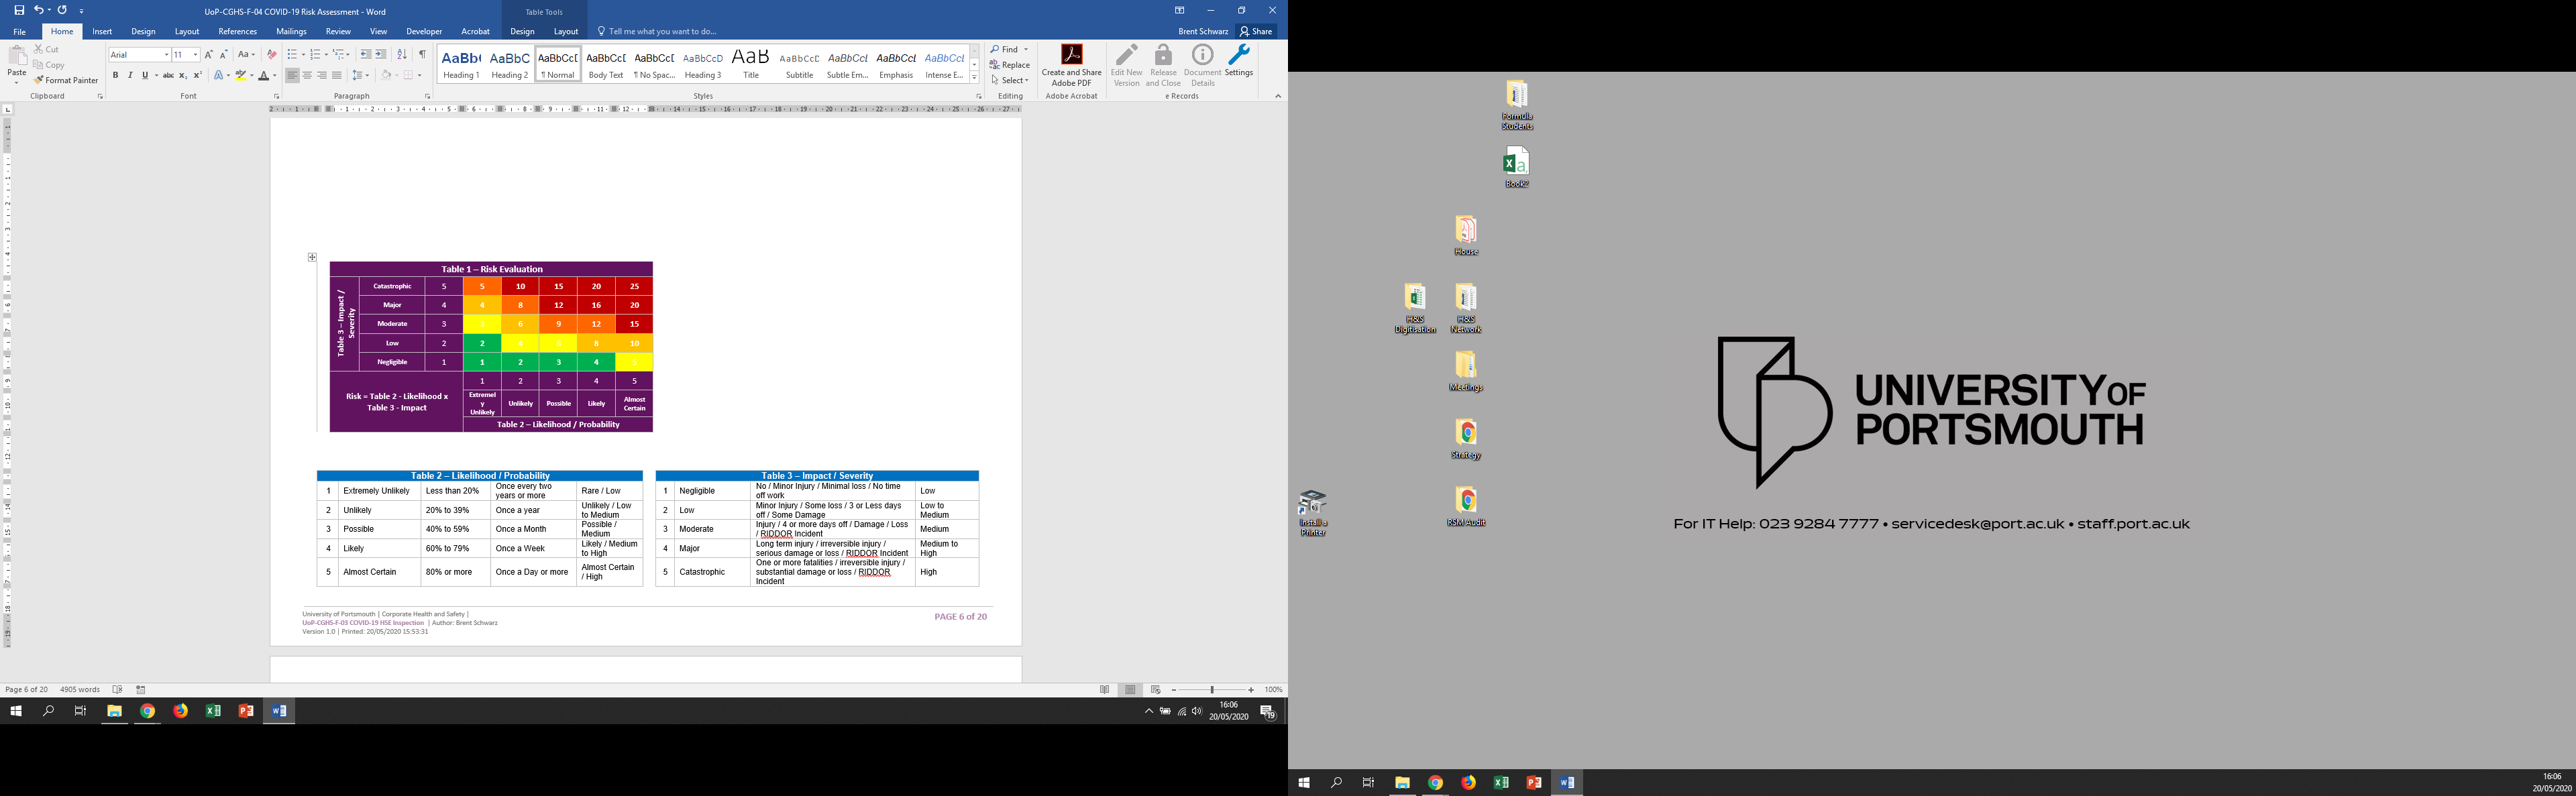 UoP-CGHS-F-04 COVID-19 Risk Assessment - Word
Table Tools
File Home Insert Design Layout References Mailings Review View Developer Acrobat Design Layout Tell me what you want to do... Brent Schwarz Share
Paste
Cut
Copy
Format Painter
Clipboard
Arial 11
Font
Paragraph
AaBbCcDc
Heading 1 Heading 2 ¶ Normal Body Text ¶ No Spac... Heading 3 Title Subtitle Subtle Em... Emphasis Intense E...
Styles
Find
Replace
Select
Editing
Create and Share
Adobe PDF
Adobe Acrobat
Edit New
Version
Release
and Close
Document
Details
Settings
e Records
Table 1 – Risk Evaluation
Table 3 – Impact /
Severity
Catastrophic 5 5 10 15 20 25
Major 4 4 8 12 16 20
Moderate 3 3 6 9 12 15
Low 2 2 4 6 8 10
Negligible 1 1 2 3 4 5
Risk = Table 2 - Likelihood x
Table 3 - Impact
1 2 3 4 5
Extremel
y
Unlikely
Unlikely
Possible
Likely
Almost
Certain
Table 2 – Likelihood / Probability
Table 2 – Likelihood / Probability
1 Extremely Unlikely Less than 20% Once every two
years or more Rare / Low
2 Unlikely 20% to 39% Once a year Unlikely / Low
to Medium
3 Possible 40% to 59% Once a Month Possible /
Medium
4 Likely 60% to 79% Once a Week Likely / Medium
to High
5 Almost Certain 80% or more Once a Day or more Almost Certain
/ High
Table 3 – Impact / Severity
1 Negligible No / Minor Injury / Minimal loss / No time
off work Low
2 Low Minor Injury / Some loss / 3 or Less days
off / Some Damage Low to
Medium
3 Moderate Injury / 4 or more days off / Damage / Loss
/ RIDDOR Incident Medium
4 Major Long term injury / irreversible injury /
serious damage or loss / RIDDOR Incident Medium to
High
5 Catastrophic One or more fatalities / irreversible injury /
substantial damage or loss / RIDDOR
Incident High
University of Portsmouth | Corporate Health and Safety |
UoP-CGHS-F-03 COVID-19 HSE Inspection | Author: Brent Schwarz
Version 1.0 | Printed: 20/05/2020 15:53:31
PAGE 6 of 20
Page 6 of 20 4905 words
100%
16:06
20/05/2020
19
Formula
Students
Book2
House
H&S
Digitisation
H&S
Network
Meetings
Strategy
RSM Audit
Install a
Printer
UNIVERSITY OF
PORTSMOUTH
For IT Help: 023 9284 7777 • servicedesk@port.ac.uk • staff.port.ac.uk
16:06
20/05/2020